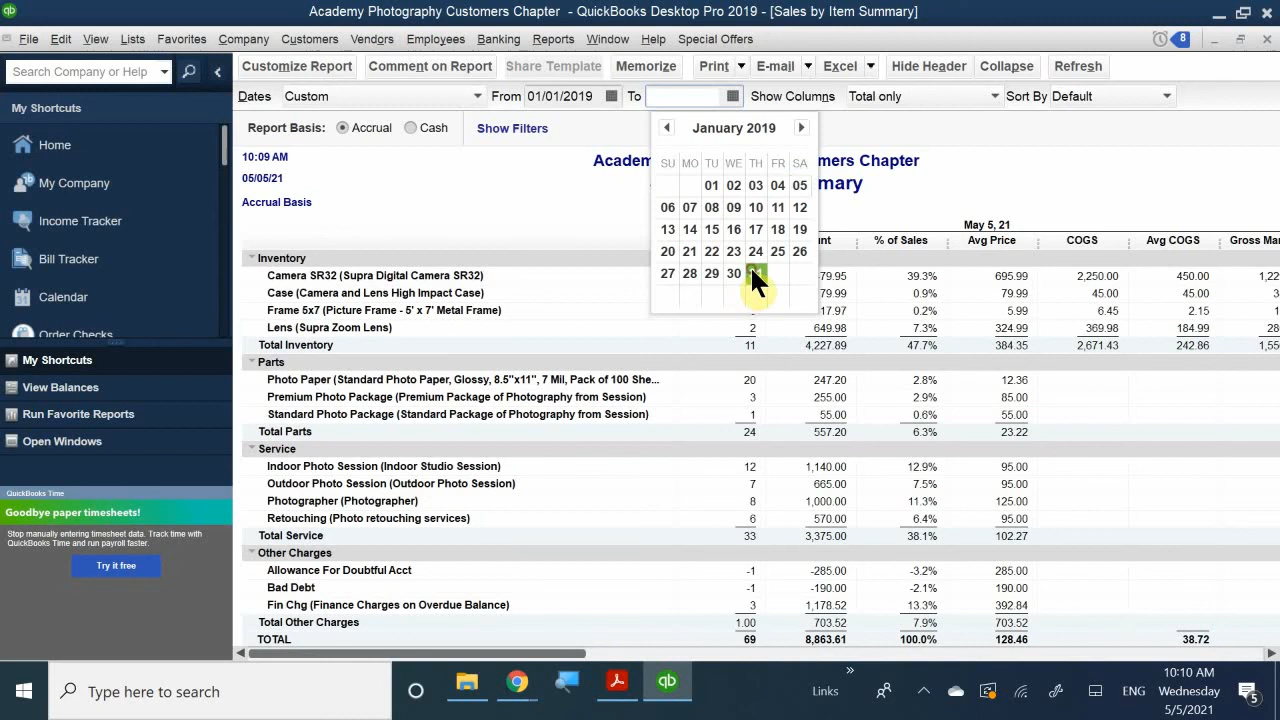 Academy Photography Customers Chapter - QuickBooks Desktop Pro 2019 - [Sales by Item Summary]
File Edit View Lists Favorites Company Customers Vendors Employees Banking Reports Window Help Special Offers 8
Search Company or Help Customize Report Comment on Report Share Template Memorize Print E-mail Excel Hide Header Collapse Refresh
Dates Custom From 01/01/2019 To Show Columns Total only Sort By Default
My Shortcuts
Home
My Company
Income Tracker
Bill Tracker
Calendar
Order Checks
My Shortcuts
View Balances
Run Favorite Reports
Open Windows
QuickBooks Time
Goodbye paper timesheets!
Stop manually entering timesheet data. Track time with
QuickBooks Time and run payroll faster.
Try it free
Report Basis: Accrual Cash Show Filters
January 2019
SU MO TU WE TH FR SA
01 02 03 04 05
06 07 08 09 10 11 12
13 14 15 16 17 18 19
20 21 22 23 24 25 26
27 28 29 30
10:09 AM
05/05/21
Accrual Basis
Academ mers Chapter
mary
May 5, 21
unt % of Sales Avg Price COGS Avg COGS Gross Mar
Inventory
Camera SR32 (Supra Digital Camera SR32) 479.95 39.3% 695.99 2,250.00 450.00 1,22
Case (Camera and Lens High Impact Case) 79.99 0.9% 79.99 45.00 45.00
Frame 5x7 (Picture Frame - 5' x 7' Metal Frame) 17.97 0.2% 5.99 6.45 2.15
Lens (Supra Zoom Lens) 2 649.98 7.3% 324.99 369.98 184.99 28
Total Inventory 11 4,227.89 47.7% 384.35 2,671.43 242.86 1,55
Parts
Photo Paper (Standard Photo Paper, Glossy, 8.5"x11", 7 Mil, Pack of 100 She... 20 247.20 2.8% 12.36
Premium Photo Package (Premium Package of Photography from Session) 3 255.00 2.9% 85.00
Standard Photo Package (Standard Package of Photography from Session) 1 55.00 0.6% 55.00
Total Parts 24 557.20 6.3% 23.22
Service
Indoor Photo Session (Indoor Studio Session) 12 1,140.00 12.9% 95.00
Outdoor Photo Session (Outdoor Photo Session) 7 665.00 7.5% 95.00
Photographer (Photographer) 8 1,000.00 11.3% 125.00
Retouching (Photo retouching services) 6 570.00 6.4% 95.00
Total Service 33 3,375.00 38.1% 102.27
Other Charges
Allowance For Doubtful Acct -1 -285.00 -3.2% 285.00
Bad Debt -1 -190.00 -2.1% 190.00
Fin Chg (Finance Charges on Overdue Balance) 3 1,178.52 13.3% 392.84
Total Other Charges 1.00 703.52 7.9% 703.52
TOTAL 69 8,863.61 100.0% 128.46 38.72
Type here to search
Links
ENG
10:10 AM
Wednesday
5/5/2021
5